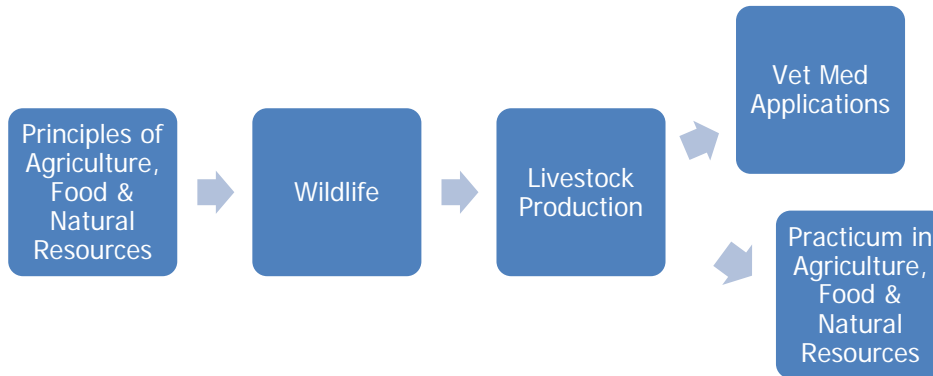 Principles of
Agriculture,
Food &
Natural
Resources
Wildlife
Livestock
Production
Vet Med
Applications
Practicum in
Agriculture,
Food &
Natural
Resources